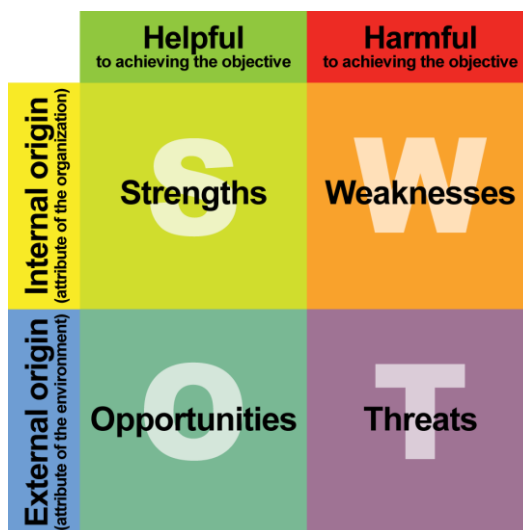 Helpful
to achieving the objective
Harmful
to achieving the objective
Internal origin
(attribute of the organization)
S
Strengths
W
Weaknesses
External origin
(attribute of the environment)
O
Opportunities
T
Threats